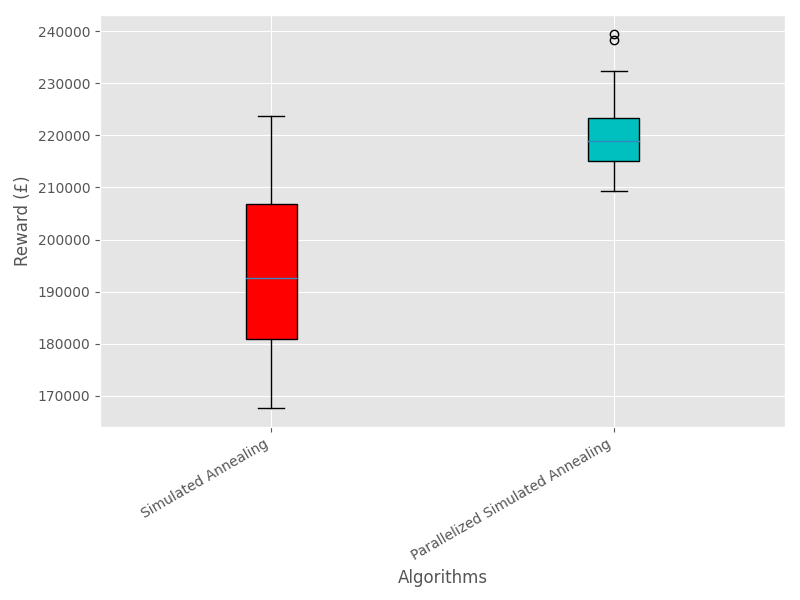 240000
230000
220000
210000
200000
190000
180000
170000
Reward (£)
Simulated Annealing
Parallelized Simulated Annealing
Algorithms